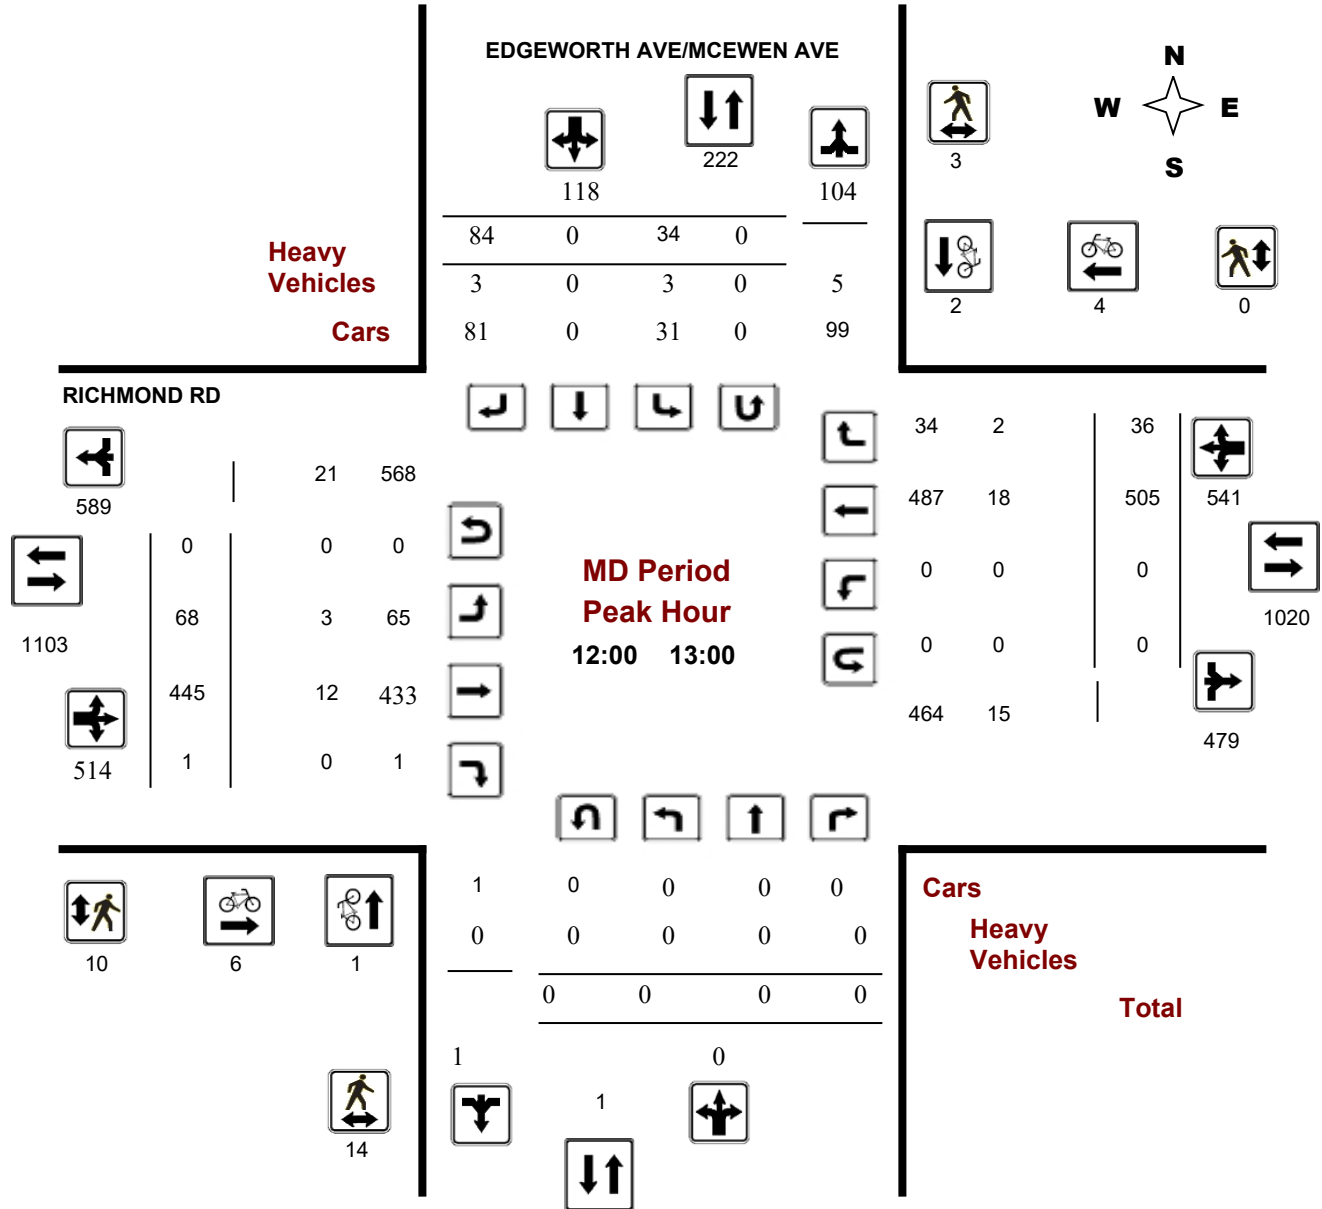 EDGEWORTH AVE/MCEWEN AVE
N
W E
S
222
3
118 104
84 0 34 0
Heavy
Vehicles
3 0 3 0 5
2 4 0
Cars
81 0 31 0 99
RICHMOND RD
34 2 36
21 568
589
487 18 505 541
0 0 0
MD Period
0 0 0
68 3 65
Peak Hour
1020
1103
12:00 13:00
0 0 0
445 12 433
464 15
479
514 1 0 1
1 0 0 0 0
Cars
0 0 0 0 0
Heavy
Vehicles
10 6 1
0 0 0 0
Total
1 0
1
14